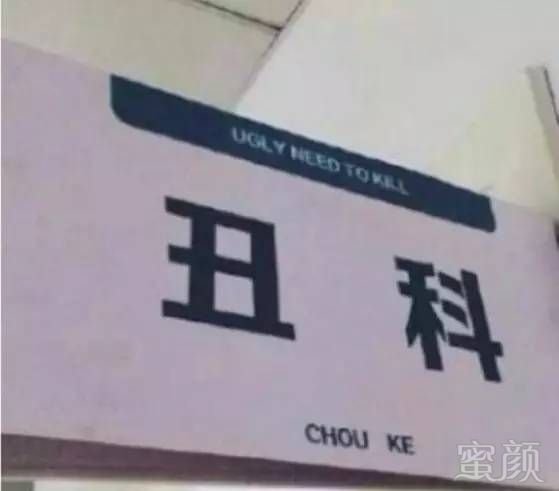 UGLY NEED TO KILL
丑科
CHOU KE
蜜颜